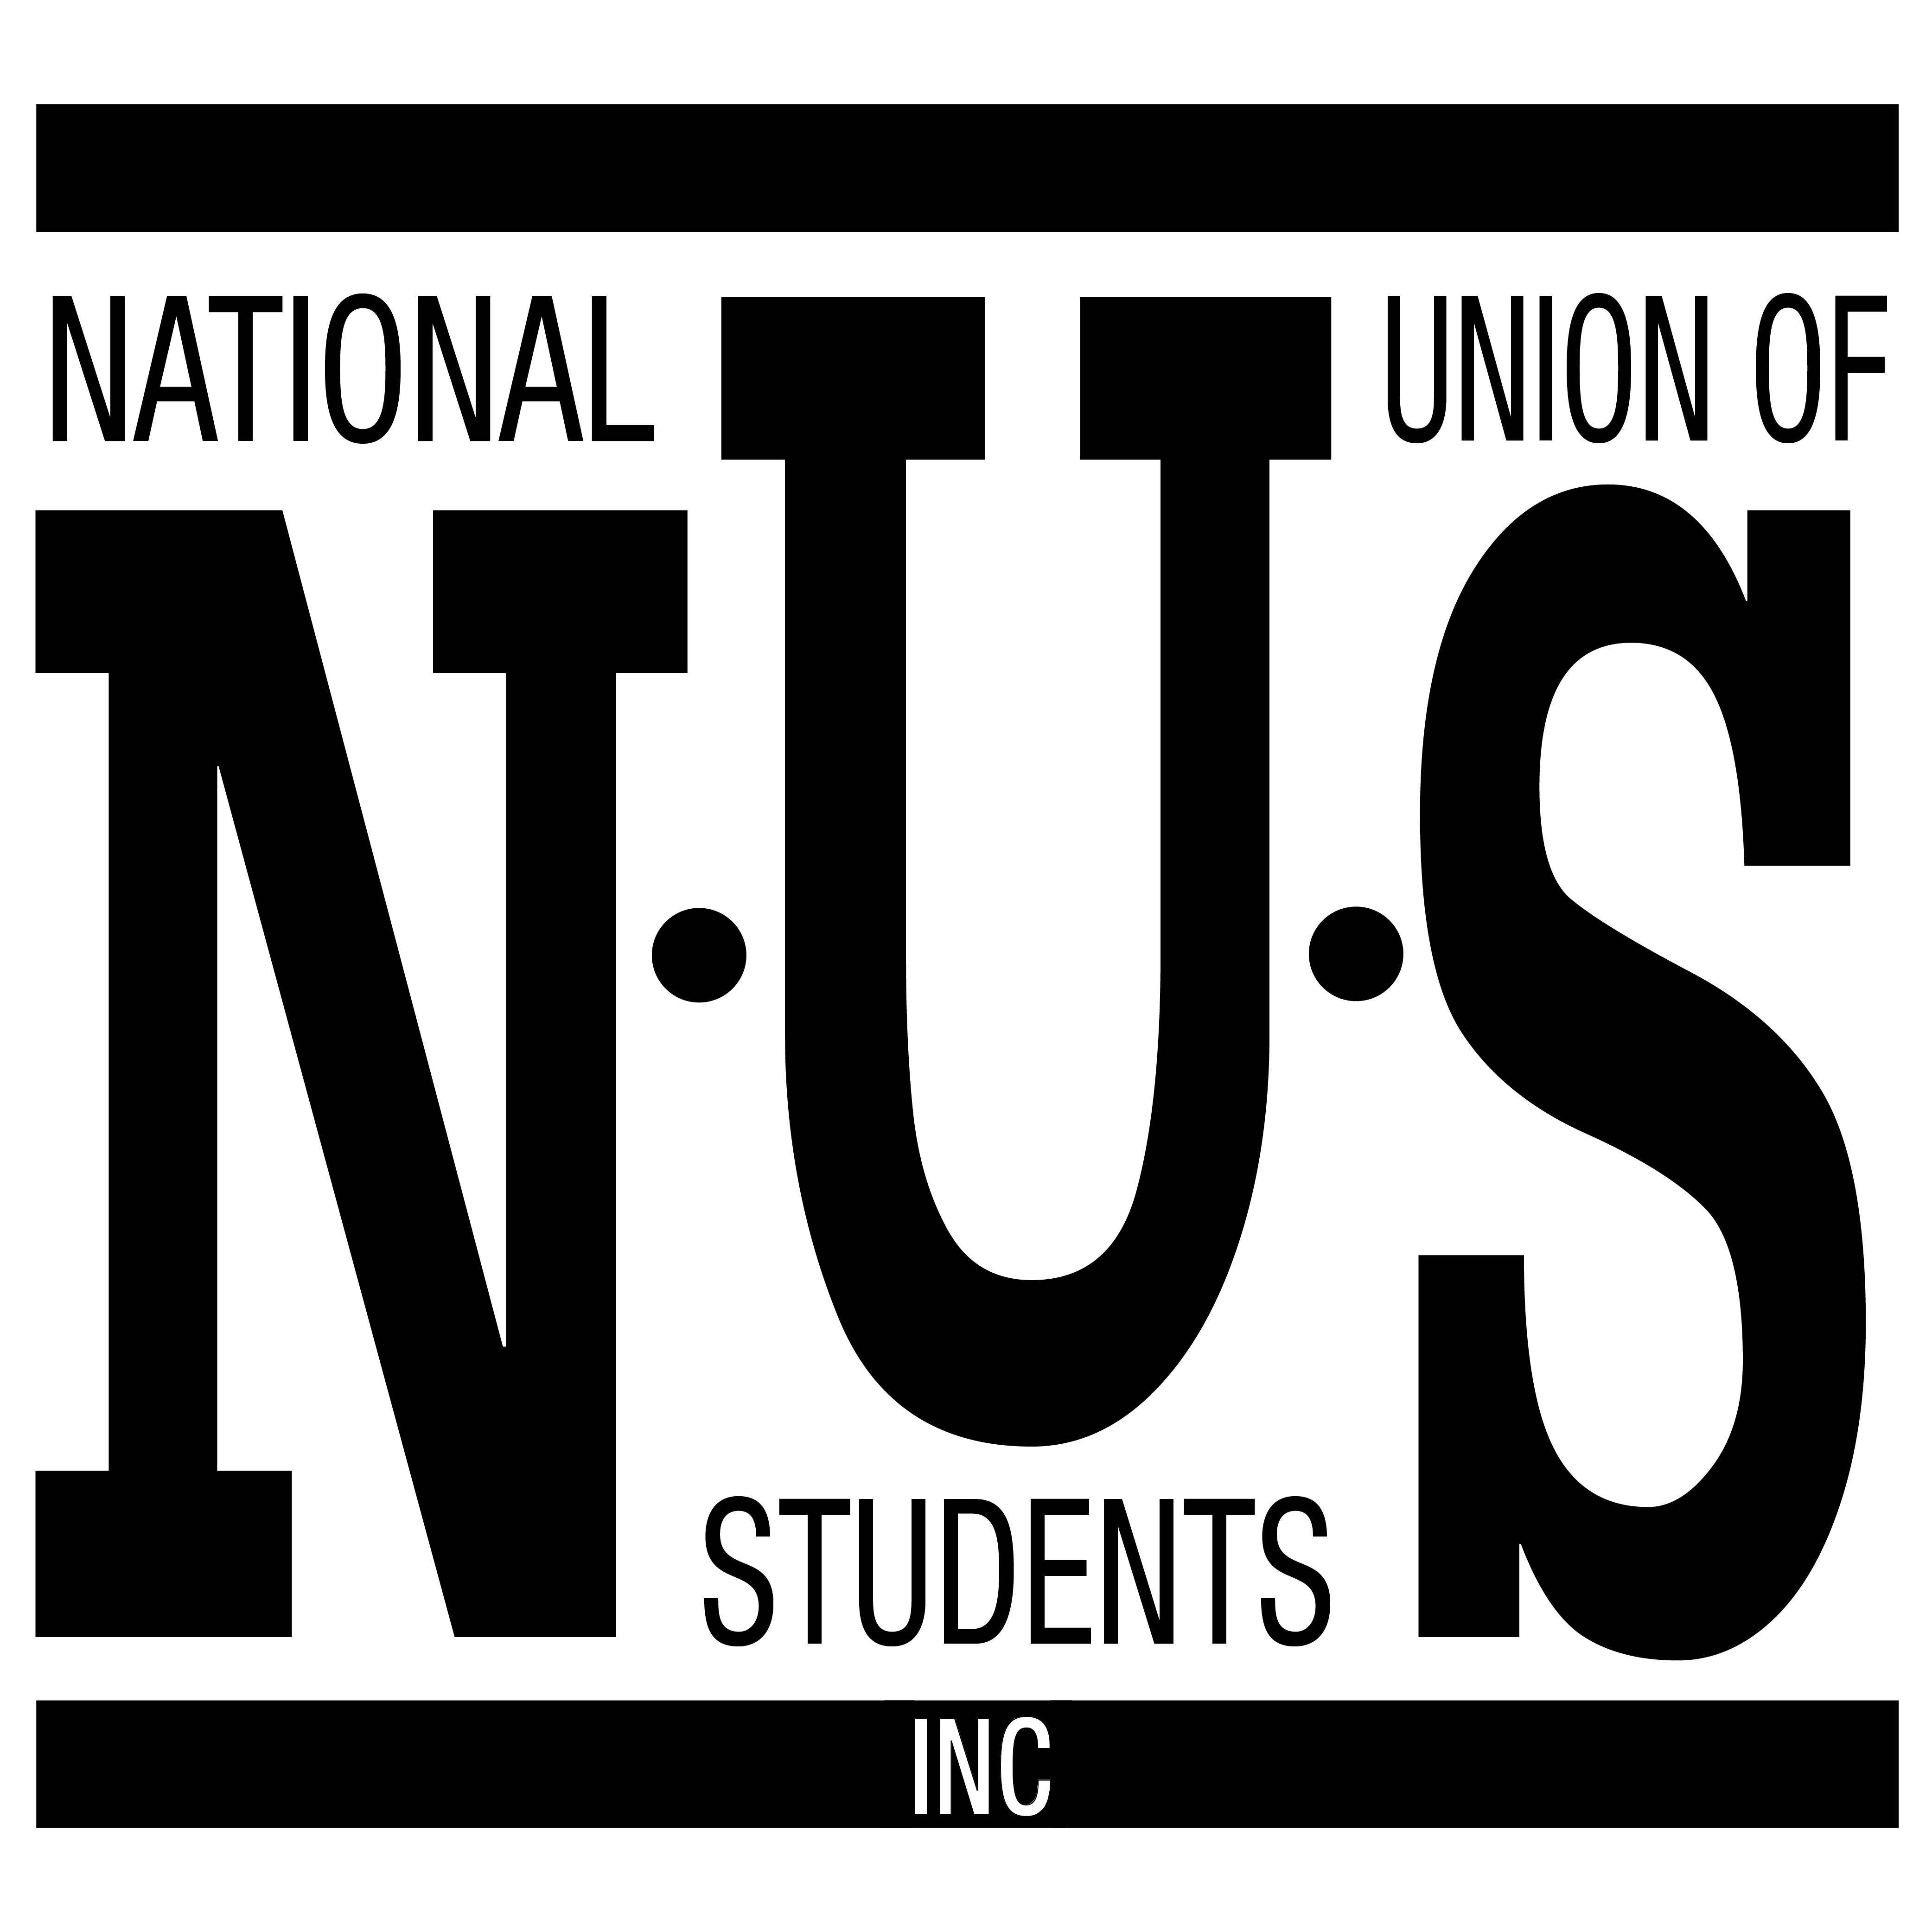 NATIONAL UNION OF
N·U·S
STUDENTS
INC